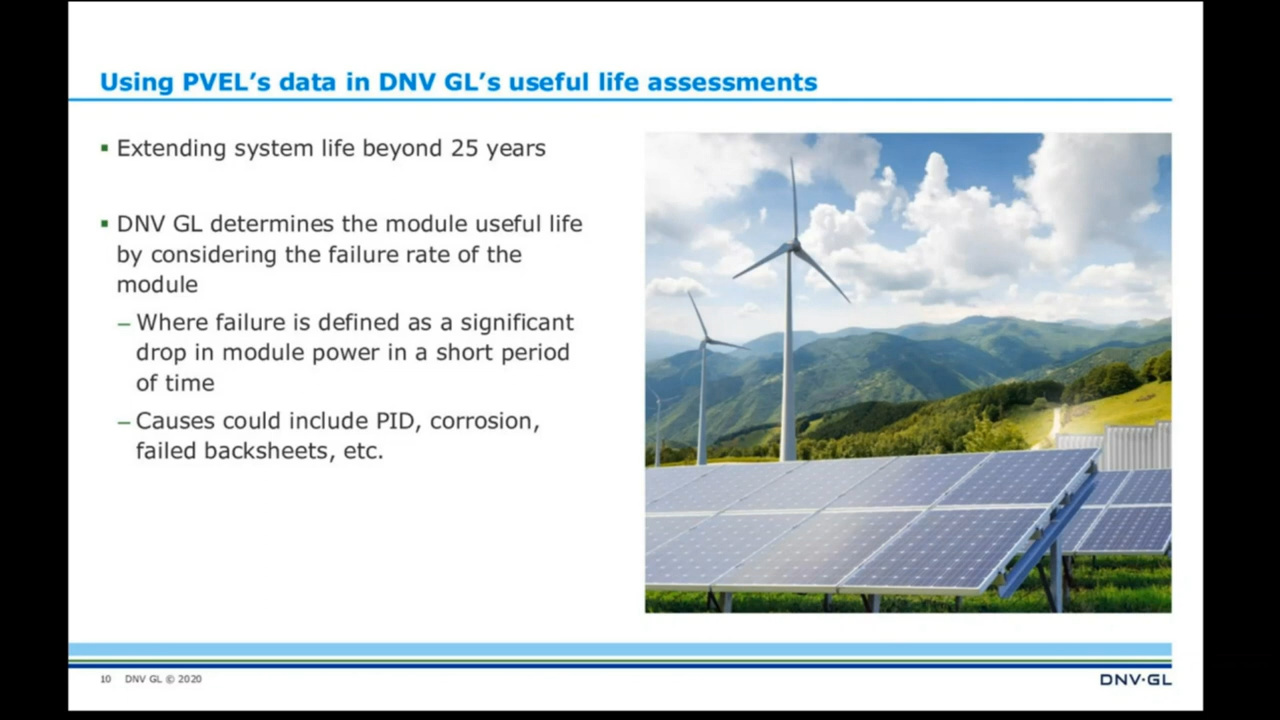 Using PVEL’s data in DNV GL’s useful life assessments
▪ Extending system life beyond 25 years
▪ DNV GL determines the module useful life
by considering the failure rate of the
module
– Where failure is defined as a significant
drop in module power in a short period
of time
– Causes could include PID, corrosion,
failed backsheets, etc.
10 DNV GL © 2020
DNV·GL